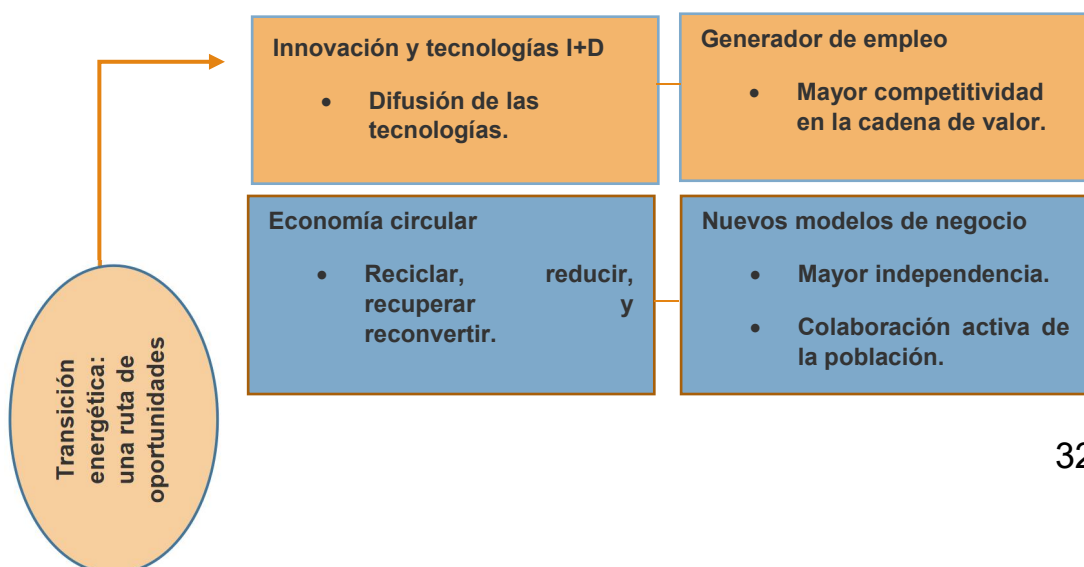 Innovación y tecnologías I+D
• Difusión de las
tecnologías.
Generador de empleo
• Mayor competitividad
en la cadena de valor.
Economía circular
• Reciclar, reducir,
recuperar y
reconvertir.
Nuevos modelos de negocio
• Mayor independencia.
• Colaboración activa de
la población.
Transición
energética:
una ruta de
oportunidades
32